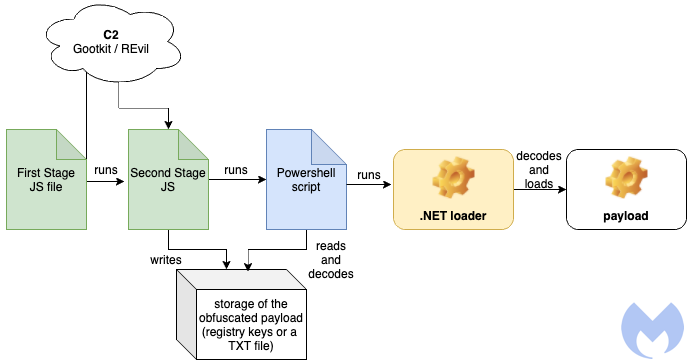 C2
Gootkit / REvil
First Stage
JS file
runs
Second Stage
JS
runs
Powershell
script
runs
.NET loader
decodes
and
loads
payload
writes
reads
and
decodes
storage of the
obfuscated payload
(registry keys or a
TXT file)